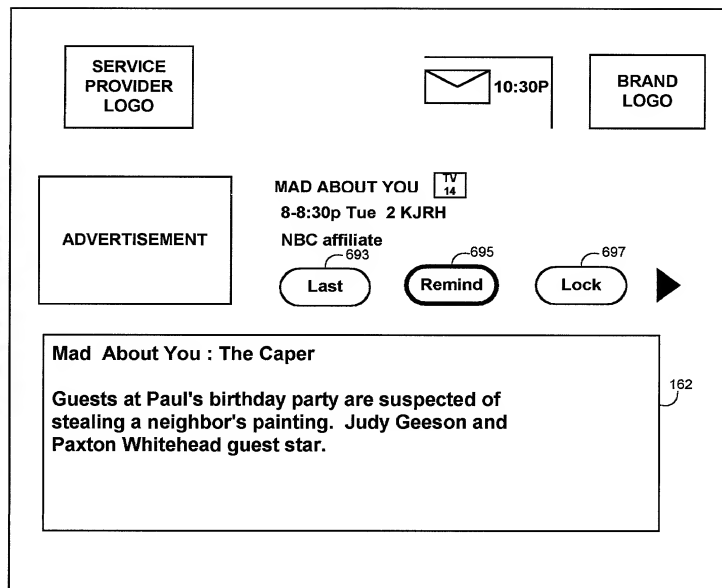 SERVICE
PROVIDER
LOGO
10:30P
BRAND
LOGO
ADVERTISEMENT
MAD ABOUT YOU TV
14
8-8:30p Tue 2 KJRH
NBC affiliate
693
695
697
Last
Remind
Lock
Mad About You : The Caper
162
Guests at Paul's birthday party are suspected of
stealing a neighbor's painting. Judy Geeson and
Paxton Whitehead guest star.